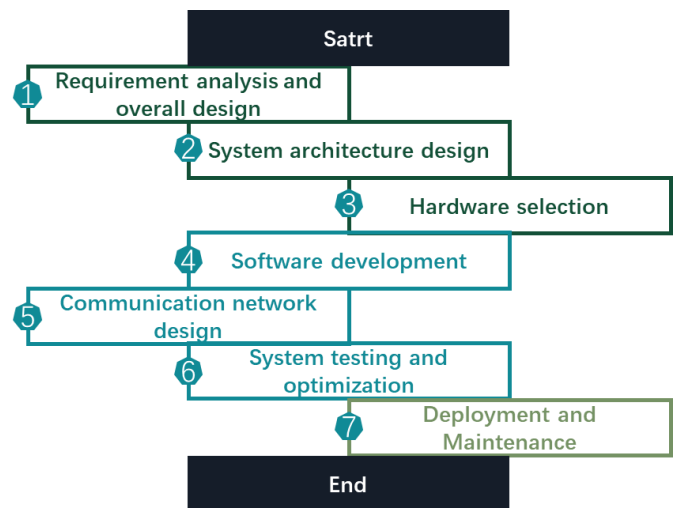 Satrt
1
Requirement analysis and
overall design
2
System architecture design
3
Hardware selection
4
Software development
5
Communication network
design
6
System testing and
optimization
7
Deployment and
Maintenance
End